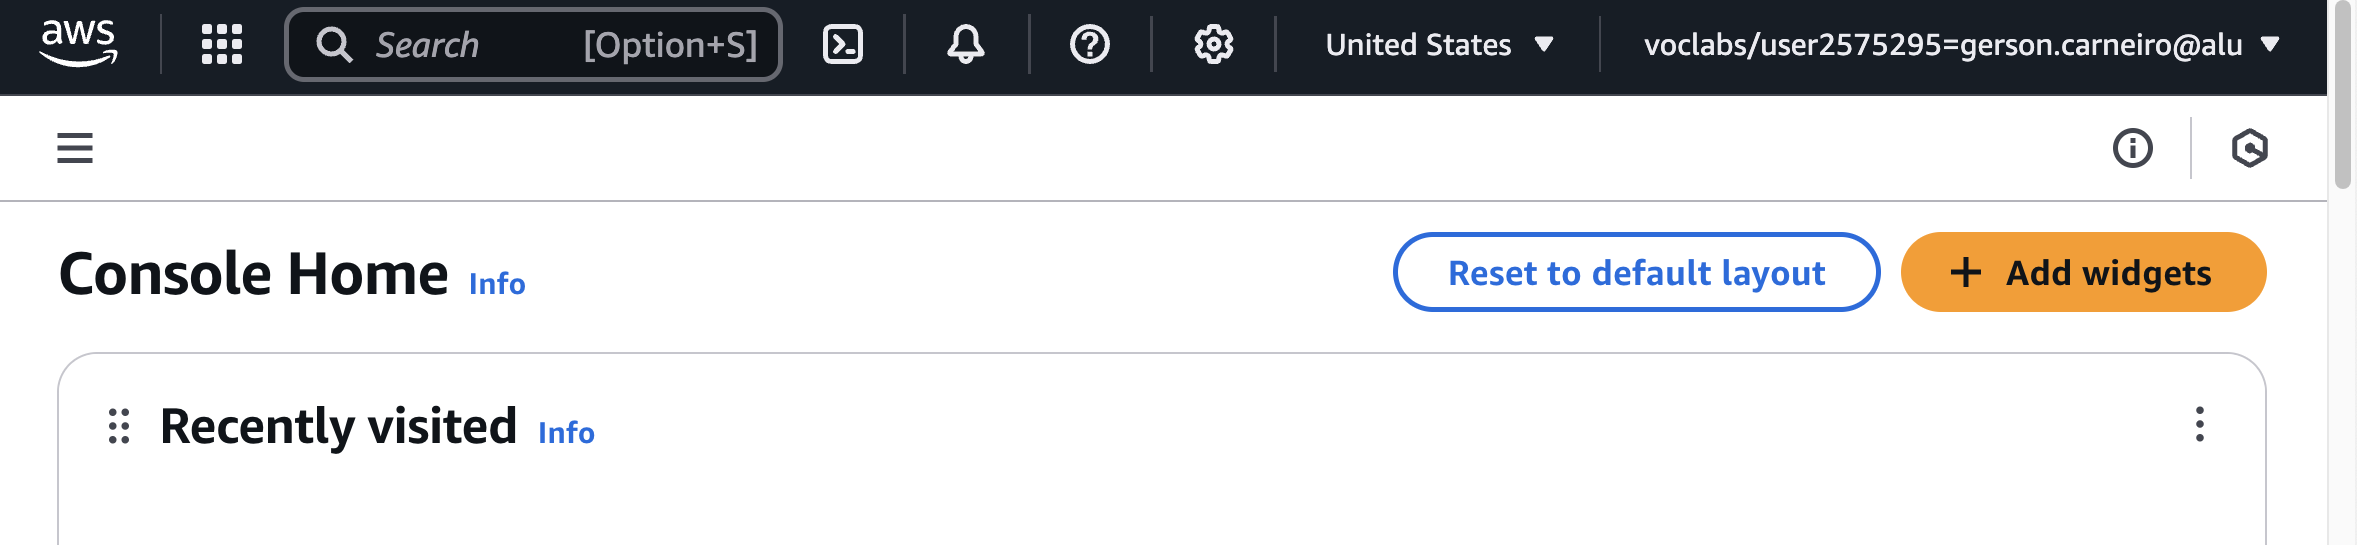 aws
Search [Option+S]
United States
voclabs/user2575295=gerson.carneiro@alu
Console Home Info
Reset to default layout
+ Add widgets
Recently visited Info